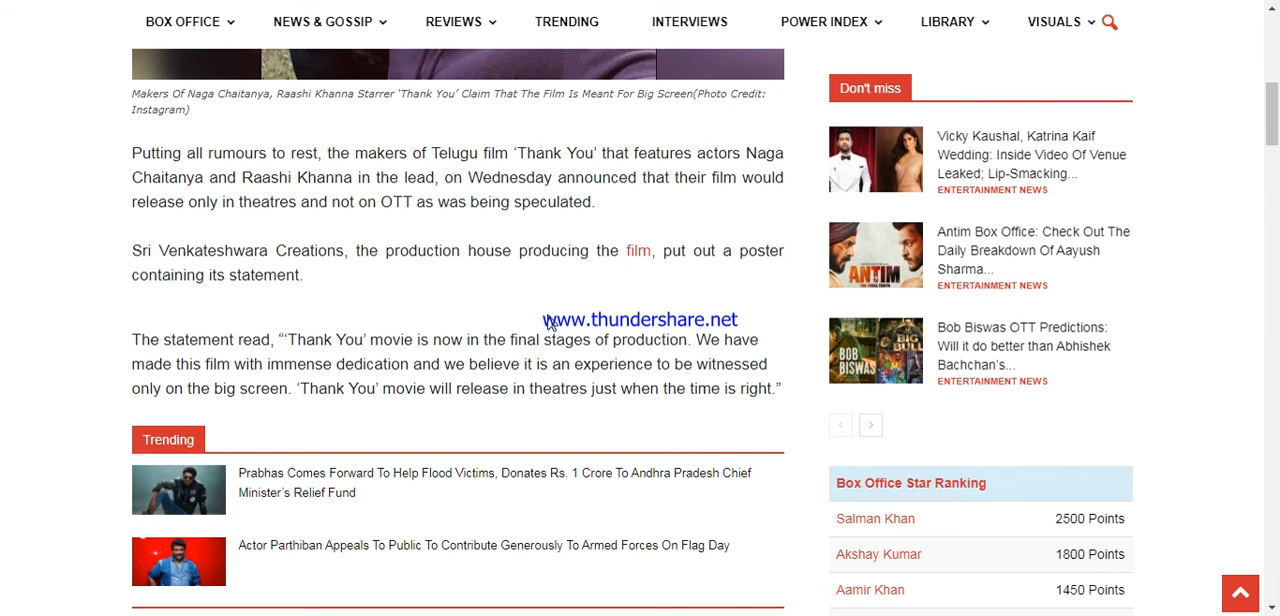 BOX OFFICE NEWS & GOSSIP REVIEWS TRENDING INTERVIEWS POWER INDEX LIBRARY VISUALS
Makers Of Naga Chaitanya, Raashi Khanna Starrer ‘Thank You’ Claim That The Film Is Meant For Big Screen(Photo Credit:
Instagram)
Putting all rumours to rest, the makers of Telugu film ‘Thank You’ that features actors Naga
Chaitanya and Raashi Khanna in the lead, on Wednesday announced that their film would
release only in theatres and not on OTT as was being speculated.
Sri Venkateshwara Creations, the production house producing the film, put out a poster
containing its statement.
www.thundershare.net
The statement read, “‘Thank You’ movie is now in the final stages of production. We have
made this film with immense dedication and we believe it is an experience to be witnessed
only on the big screen. ‘Thank You’ movie will release in theatres just when the time is right.”
Trending
Prabhas Comes Forward To Help Flood Victims, Donates Rs. 1 Crore To Andhra Pradesh Chief
Minister’s Relief Fund
Actor Parthiban Appeals To Public To Contribute Generously To Armed Forces On Flag Day
Don't miss
Vicky Kaushal, Katrina Kaif
Wedding: Inside Video Of Venue
Leaked; Lip-Smacking...
ENTERTAINMENT NEWS
ANTIM
Antim Box Office: Check Out The
Daily Breakdown Of Aayush
Sharma...
ENTERTAINMENT NEWS
BOB
BISWAS
BIG
BULL
Bob Biswas OTT Predictions:
Will it do better than Abhishek
Bachchan’s...
ENTERTAINMENT NEWS
Box Office Star Ranking
Salman Khan 2500 Points
Akshay Kumar 1800 Points
Aamir Khan 1450 Points